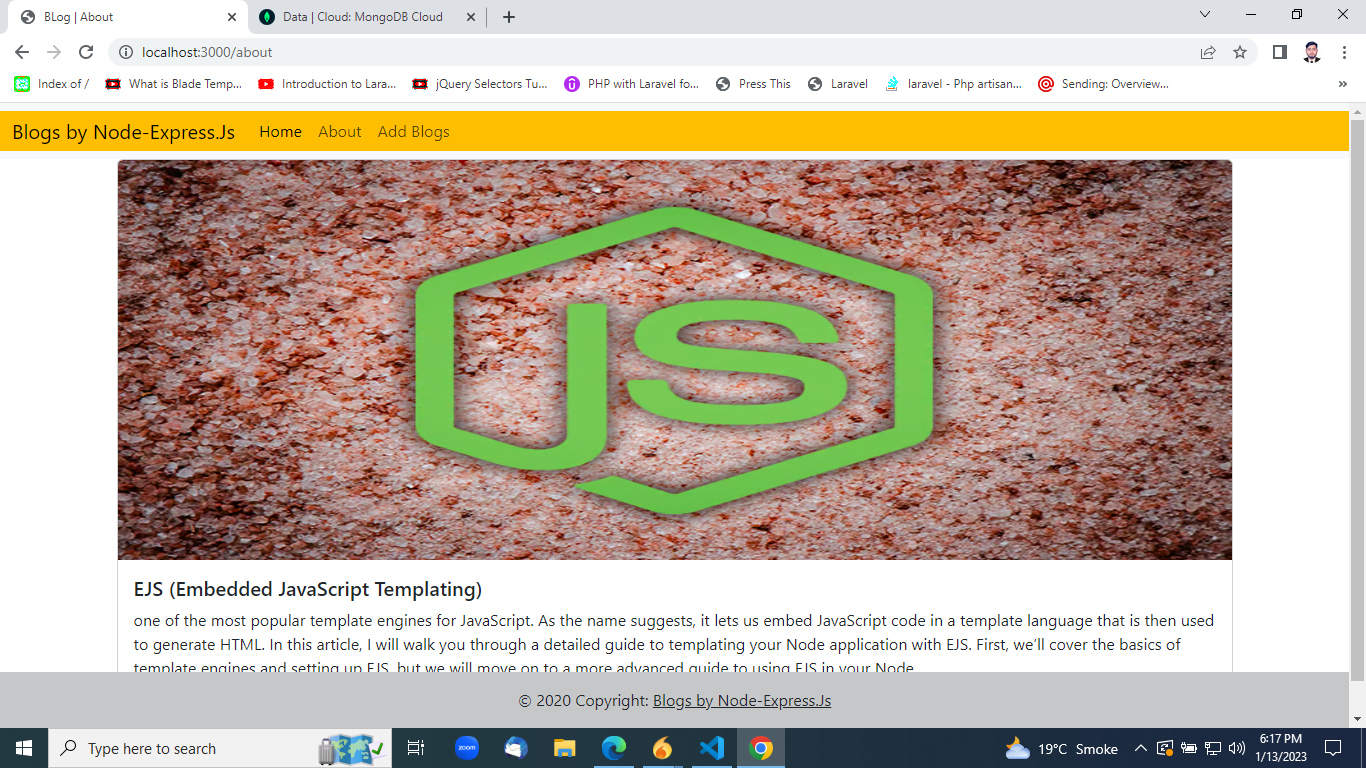 BLog | About
Data | Cloud: MongoDB Cloud
localhost:3000/about
Index of /
What is Blade Temp...
Introduction to Lara...
jQuery Selectors Tu...
PHP with Laravel fo...
Press This
Laravel
laravel - Php artisan...
Sending: Overview...
Blogs by Node-Express.Js
Home
About
Add Blogs
JS
EJS (Embedded JavaScript Templating)
one of the most popular template engines for JavaScript. As the name suggests, it lets us embed JavaScript code in a template language that is then used
to generate HTML. In this article, I will walk you through a detailed guide to templating your Node application with EJS. First, we'll cover the basics of
template engines and setting up EJS, but we will move on to a more advanced guide to using EJS in your Node
© 2020 Copyright: Blogs by Node-Express.Js
Type here to search
zoom
19°C Smoke
6:17 PM
1/13/2023